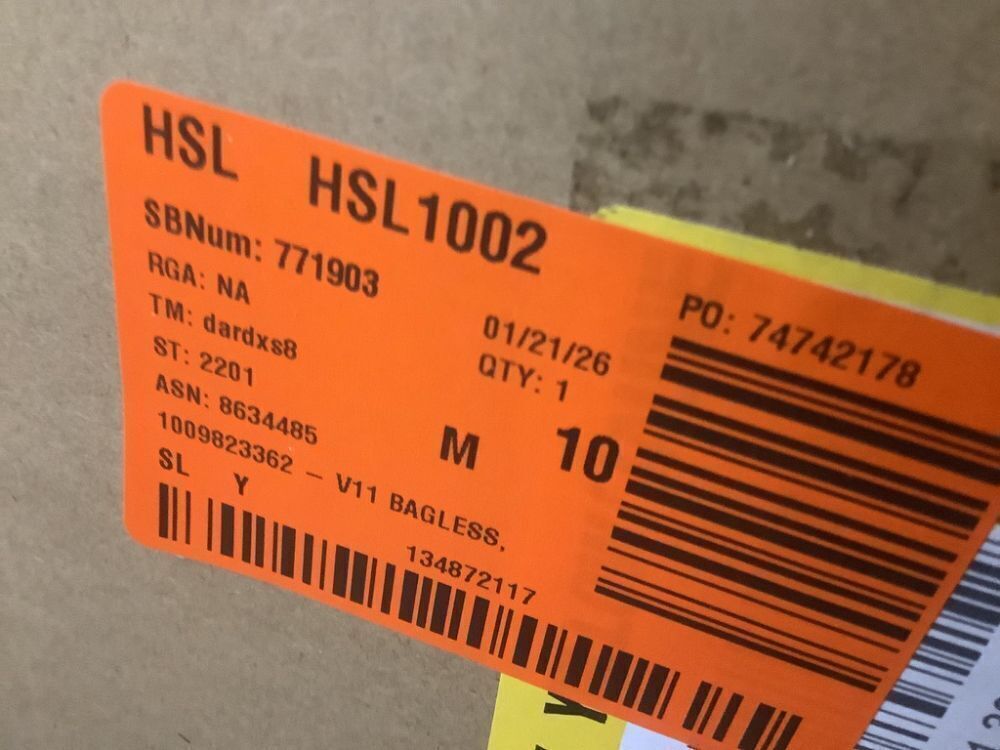 HSL HSL1002
SBNum: 771903
RGA: NA
TM: dardxs8
ST: 2201
ASN: 8634485
1009823362 - V11 BAGLESS,
SL Y
134872117
01/21/26
QTY: 1
M 10
PO: 74742178
Y